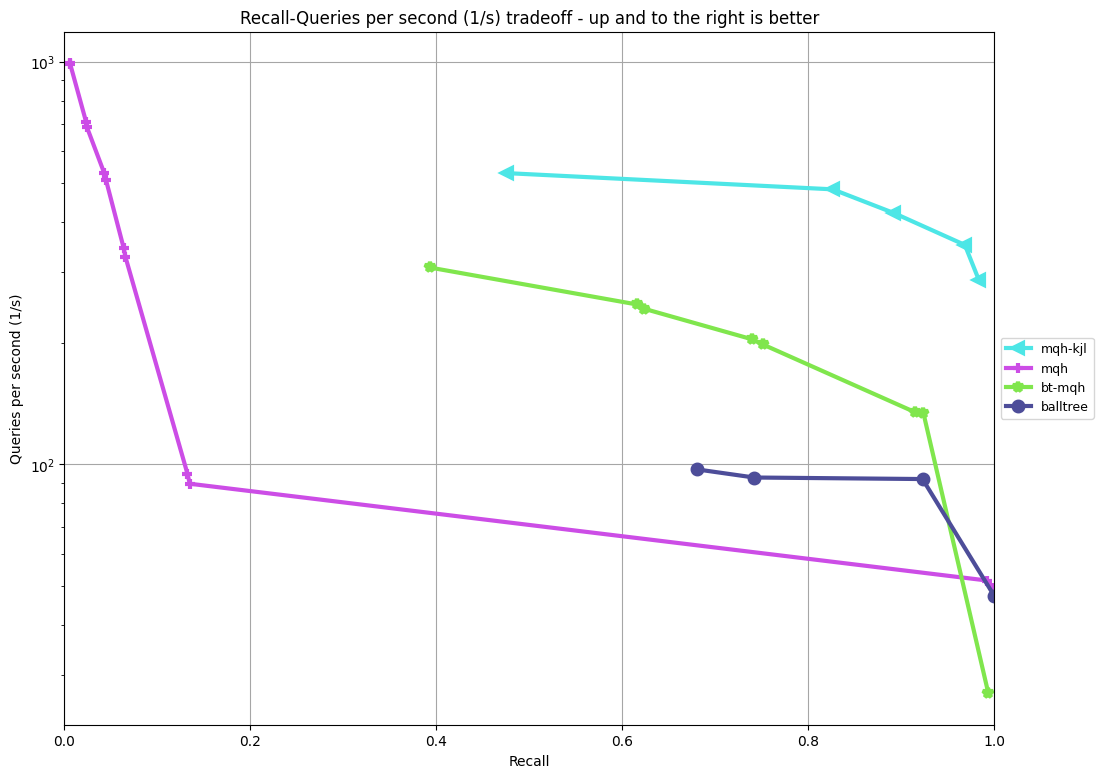 Recall-Queries per second (1/s) tradeoff - up and to the right is better
10³
10²
Queries per second (1/s)
0.0 0.2 0.4 0.6 0.8 1.0
Recall
mqh-kjl
mqh
bt-mqh
balltree